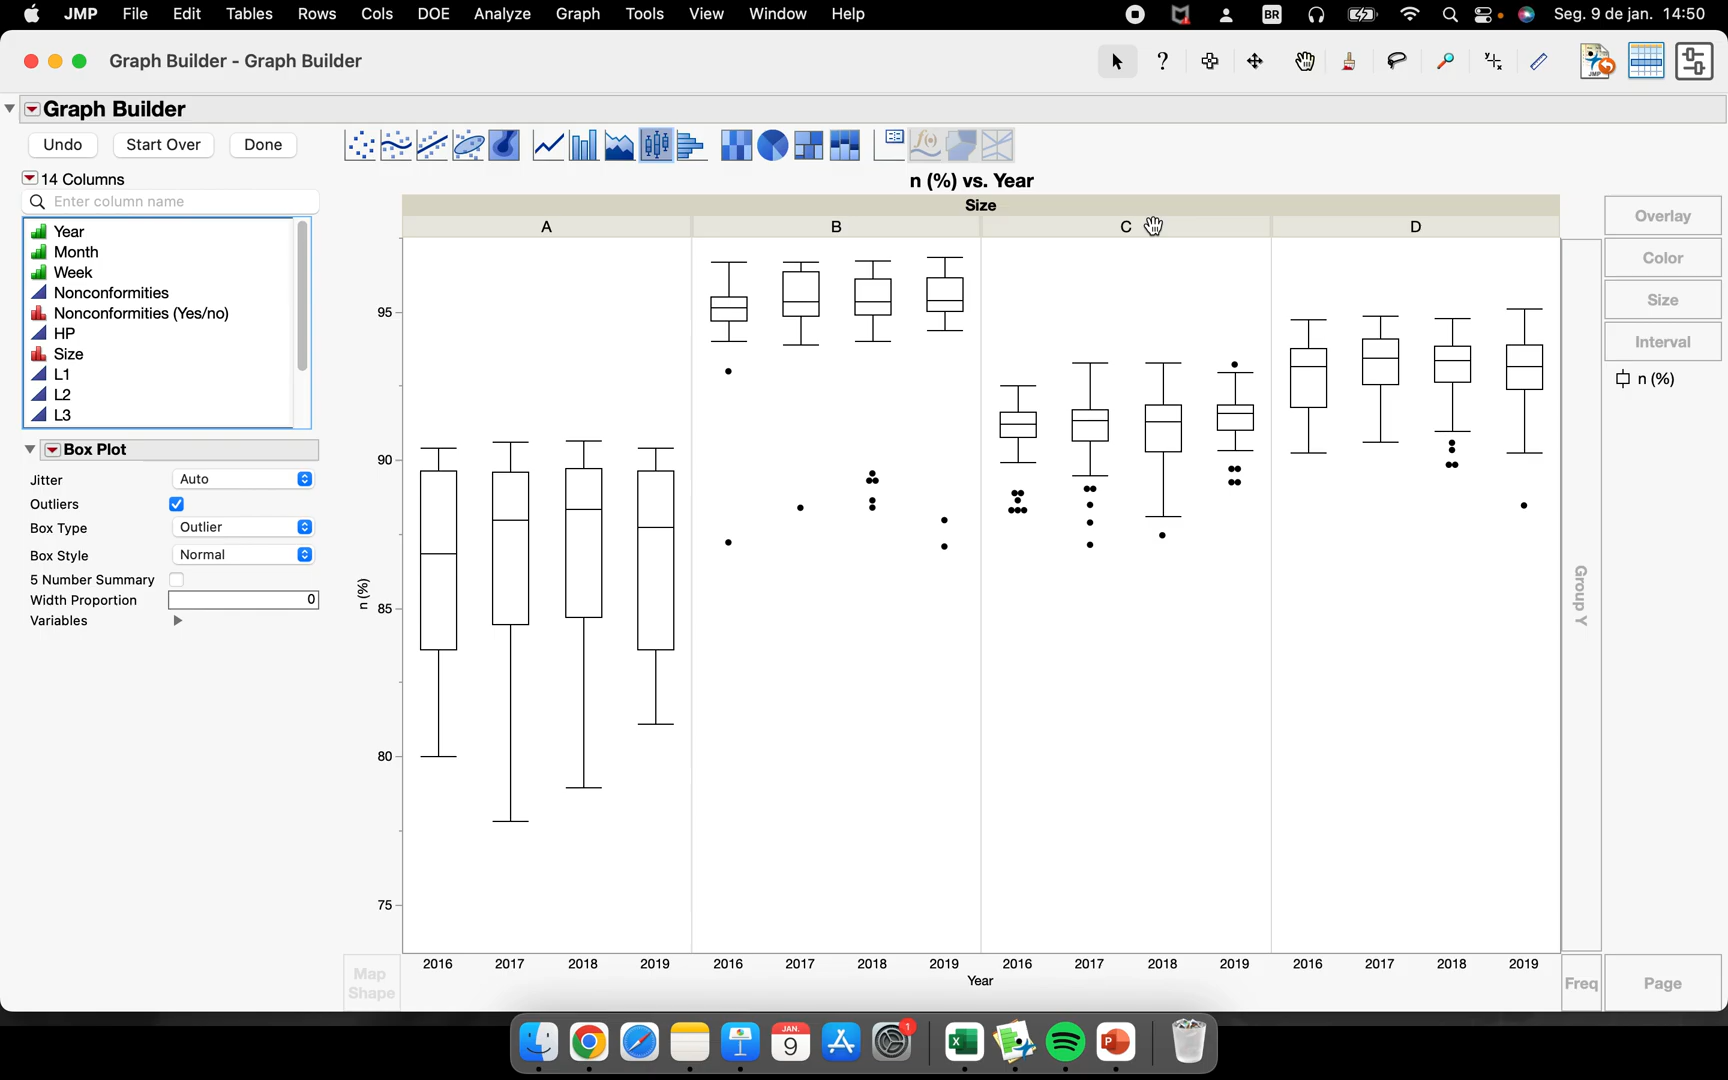 JMP File Edit Tables Rows Cols DOE Analyze Graph Tools View Window Help BR Seg. 9 de jan. 14:50
Graph Builder - Graph Builder
Graph Builder
Undo Start Over Done
14 Columns
Enter column name
Year
Month
Week
Nonconformities
Nonconformities (Yes/no)
HP
Size
L1
L2
L3
Box Plot
Jitter Auto
Outliers
Box Type Outlier
Box Style Normal
5 Number Summary
Width Proportion 0
Variables
n (%) vs. Year
Size
A B C D
95
90
85
80
75
n (%)
2016 2017 2018 2019 2016 2017 2018 2019 2016 2017 2018 2019 2016 2017 2018 2019
Year
Map
Shape
Group Y
Freq
Page
Overlay
Color
Size
Interval
n (%)
JAN.
9
1